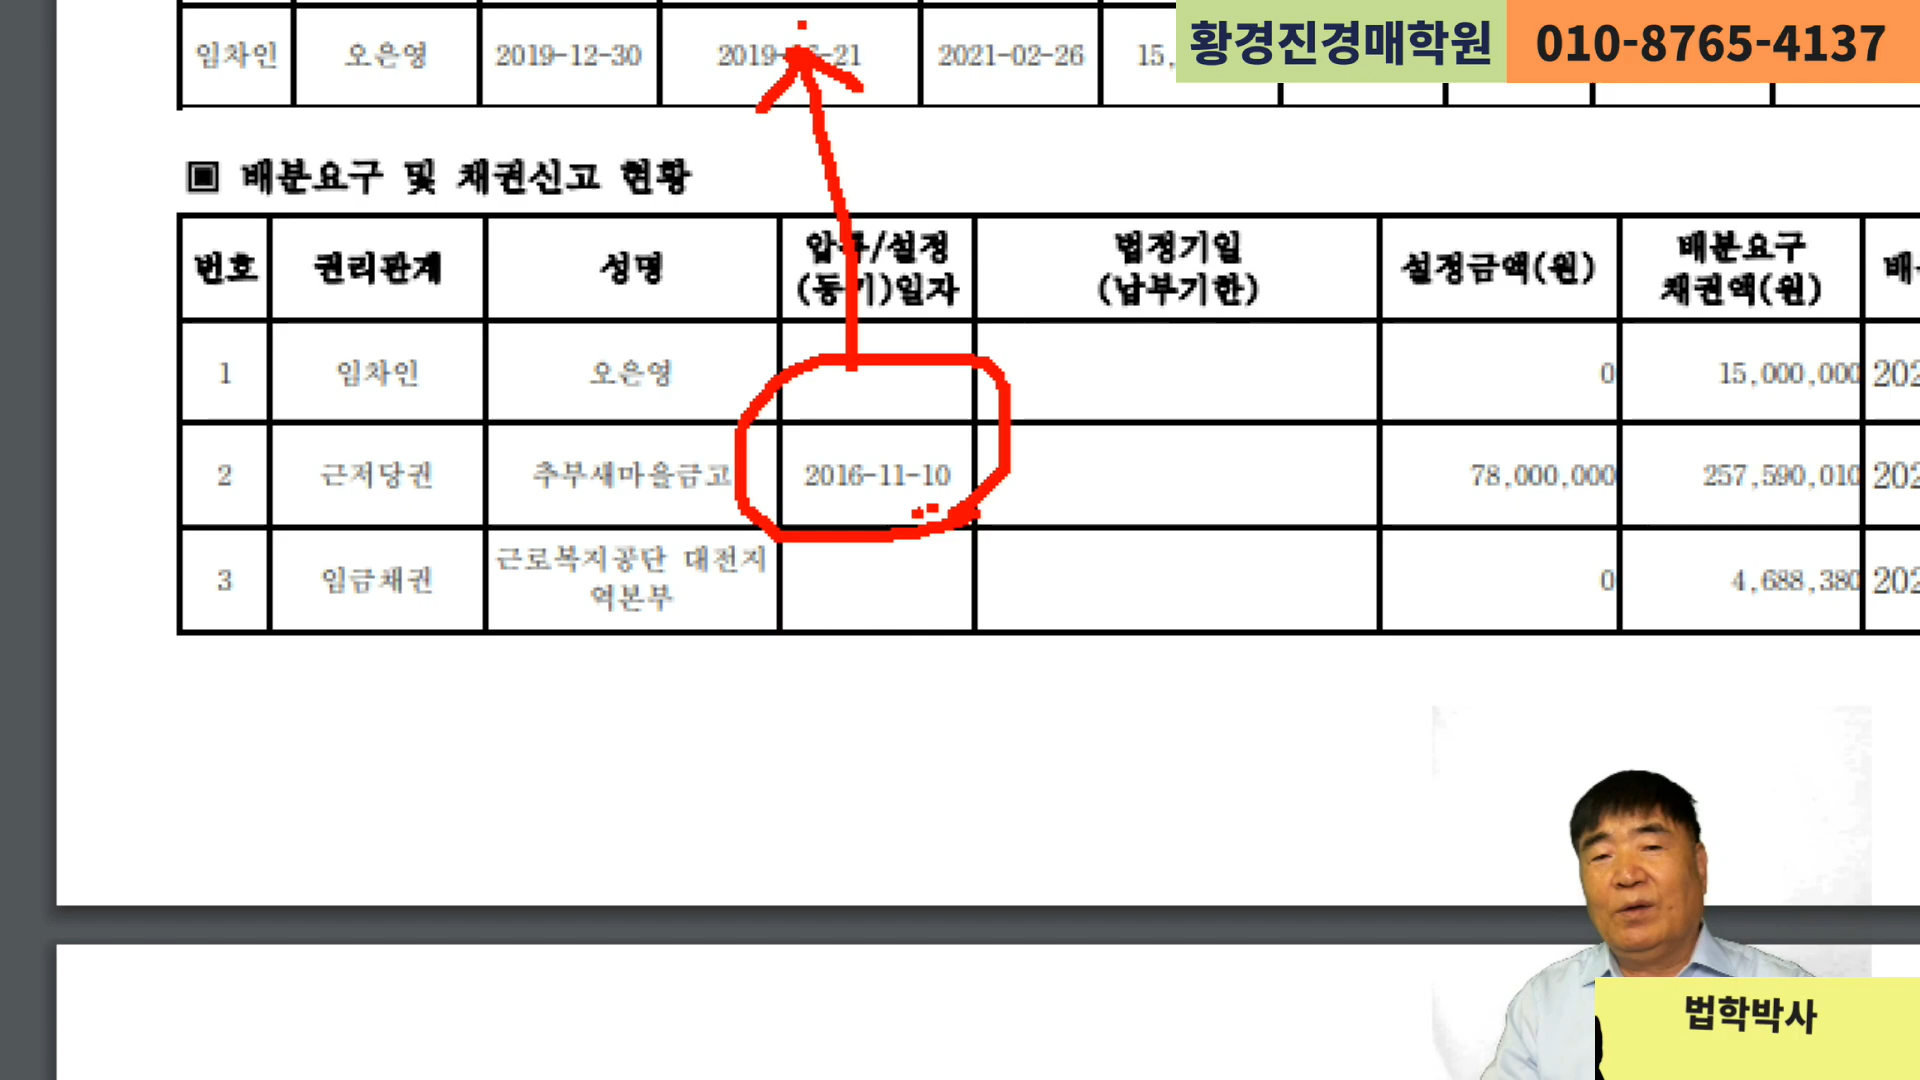 황경진경매학원 010-8765-4137
임차인 오은영 2019-12-30 2021-02-26 15,
▣ 배분요구 및 채권신고 현황
번호 권리관계 성명 압류/설정 (등기)일자 법정기일 (납부기한) 설정금액(원) 배분요구 채권액(원)
1 임차인 오은영 0 15,000,000 202
2 근저당권 추부새마을금고 2016-11-10 78,000,000 257,590,010 202
3 임금채권 근로복지공단 대전지역본부 0 4,688,380 202
법학박사